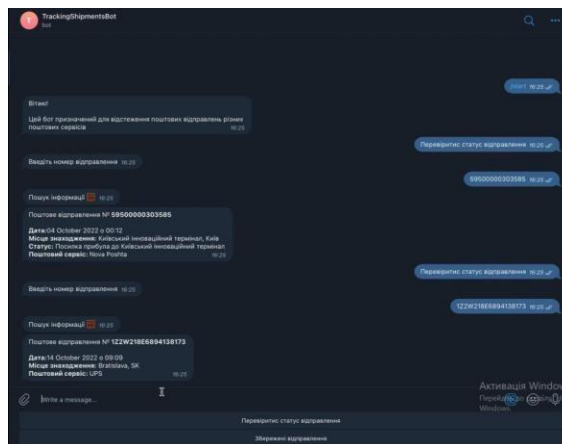 TrackingShipmentsBot
bot
/start 16:25
Вітаю!
Цей бот призначений для відстеження поштових відправлень різних
поштових сервісів 16:25
Перевіритис статус відправлення 16:25
Введіть номер відправлення 16:25
59500000303585 16:25
Пошук інформації 16:25
Поштове відправлення № 59500000303585
Дата:04 October 2022 о 00:12
Місце знаходження: Київський інноваційний термінал, Київ
Статус: Посилка прибула до Київський інноваційний термінал
Поштовий сервіс: Nova Poshta 16:25
Перевіритис статус відправлення 16:25
Введіть номер відправлення 16:25
1Z2W218E6894138173 16:25
Пошук інформації 16:25
Поштове відправлення № 1Z2W218E6894138173
Дата:14 October 2022 о 09:09
Місце знаходження: Bratislava, SK
Поштовий сервіс: UPS 16:25
Активація Window
Windows.
Write a message...
Перевіритис статус відправлення
Збережені відправлення